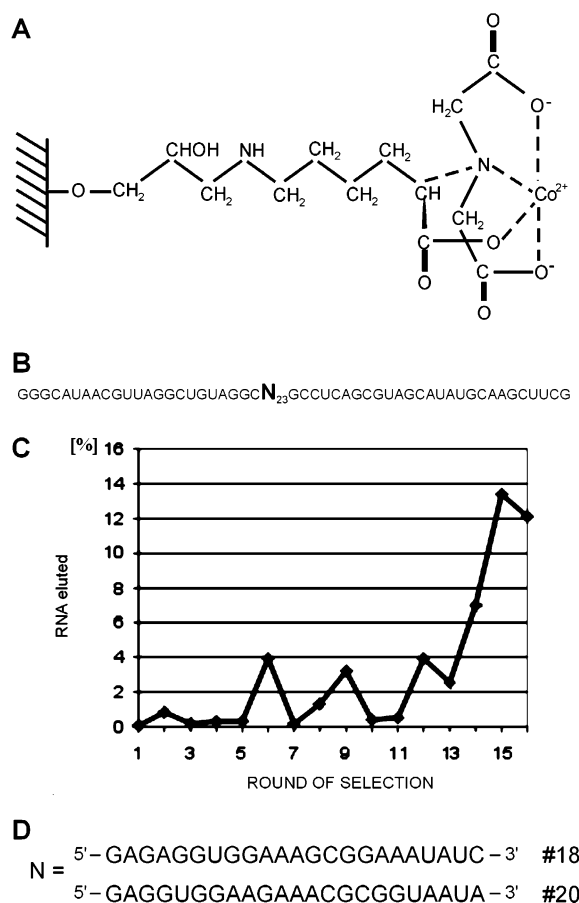 A
O
C
H₂C
O⁻
CHOH
NH
CH₂
CH₂
N
Co²⁺
O
CH₂
CH₂
CH₂
CH₂
CH
CH₂
C
O
C
O⁻
O
O
B
GGGCAUAACGUUAGGCUGUAGGCN₂₃GCCUCAGCGUAGCAUAUGCAAGCUUCG
C
[%]
16
14
12
10
8
6
4
2
0
RNA eluted
1 3 5 7 9 11 13 15
ROUND OF SELECTION
D
N =
5'–GAGAGGUGGAAAGCGGAAAUAUC–3' #18
5'–GAGGUGGAAGAAACGCGGUAAUA–3' #20